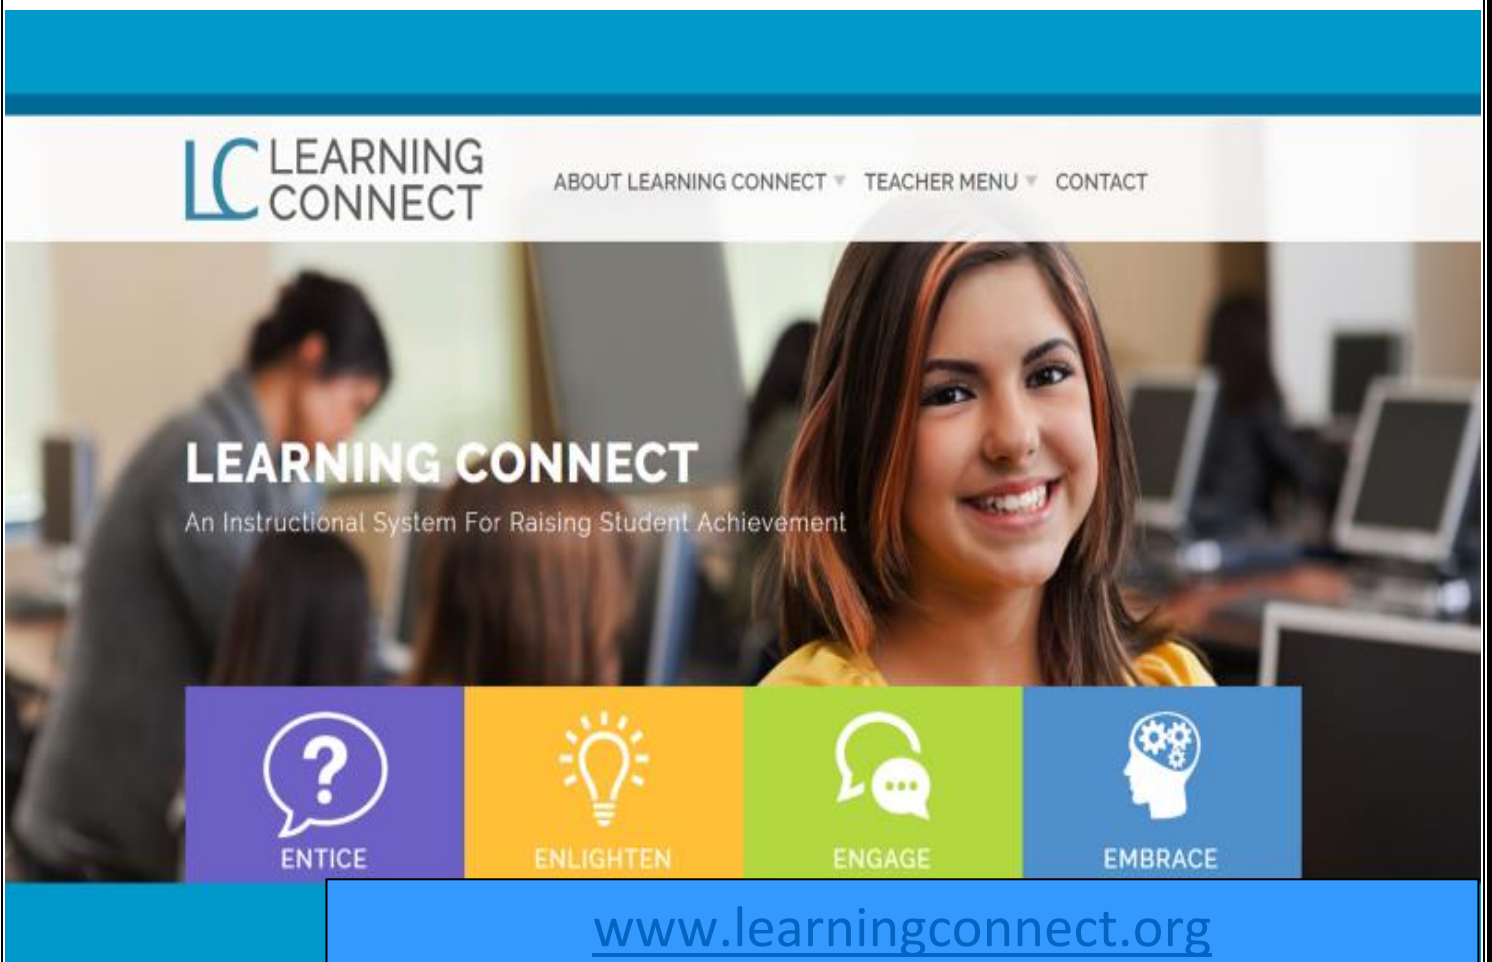 LC LEARNING
CONNECT
ABOUT LEARNING CONNECT TEACHER MENU CONTACT
LEARNING CONNECT
An Instructional System For Raising Student Achievement
?
ENTICE ENLIGHTEN ENGAGE EMBRACE
www.learningconnect.org